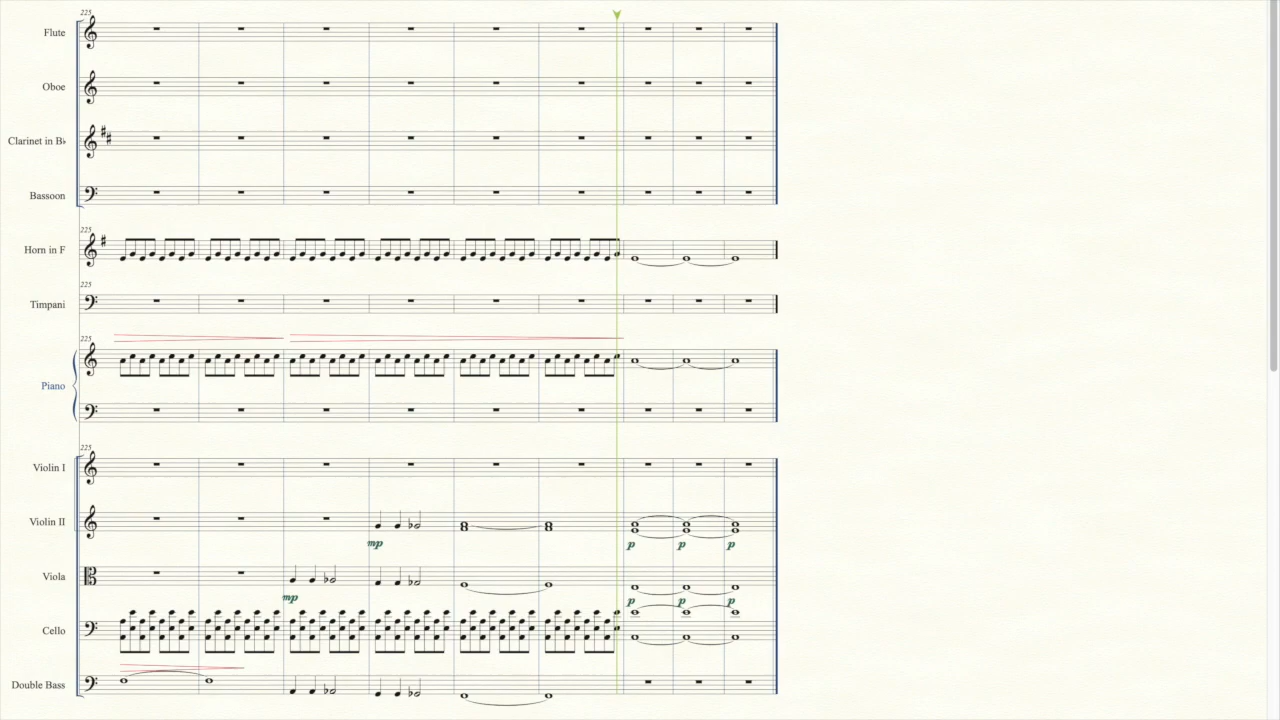 225
Flute
Oboe
Clarinet in B♭
Bassoon
225
Horn in F
225
Timpani
225
Piano
225
Violin I
Violin II
mp
p p p
Viola
mp
p p p
Cello
Double Bass